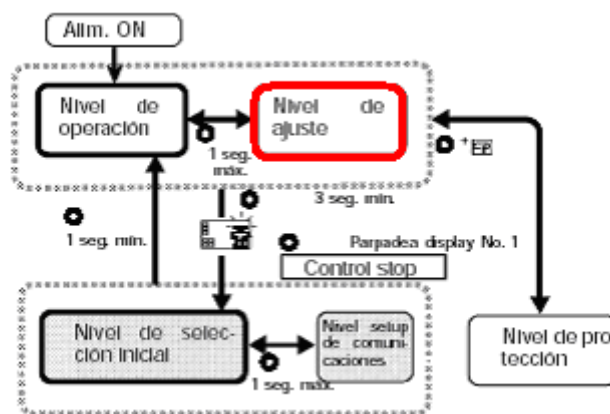 Alim. ON
Nivel de
operación
Nivel de
ajuste
1 seg.
máx.
+
3 seg. min.
1 seg. mín.
Parpadea display No. 1
Control stop
Nivel de selec-
ción inicial
Nivel setup
de comuni-
caciones
1 seg. máx.
Nivel de pro
tección